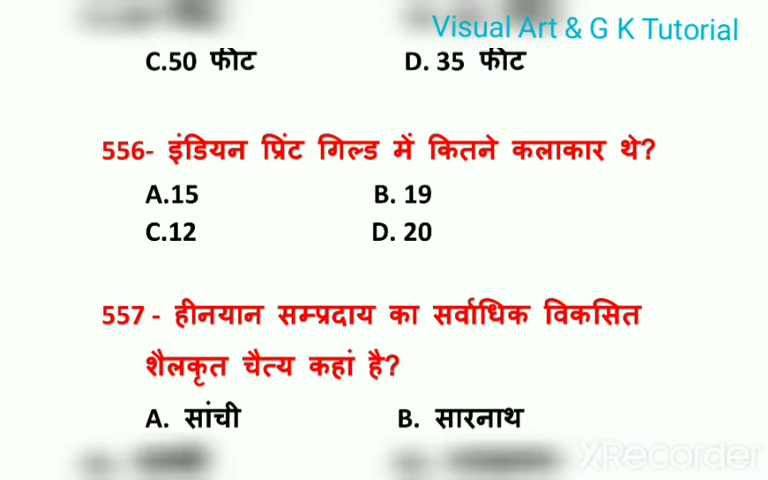 Visual Art & G K Tutorial
C.50 फीट D. 35 फीट
556- इंडियन प्रिंट गिल्ड में कितने कलाकार थे?
A.15 B. 19
C.12 D. 20
557 - हीनयान सम्प्रदाय का सर्वाधिक विकसित
शैलकृत चैत्य कहां है?
A. सांची B. सारनाथ
XRecorder